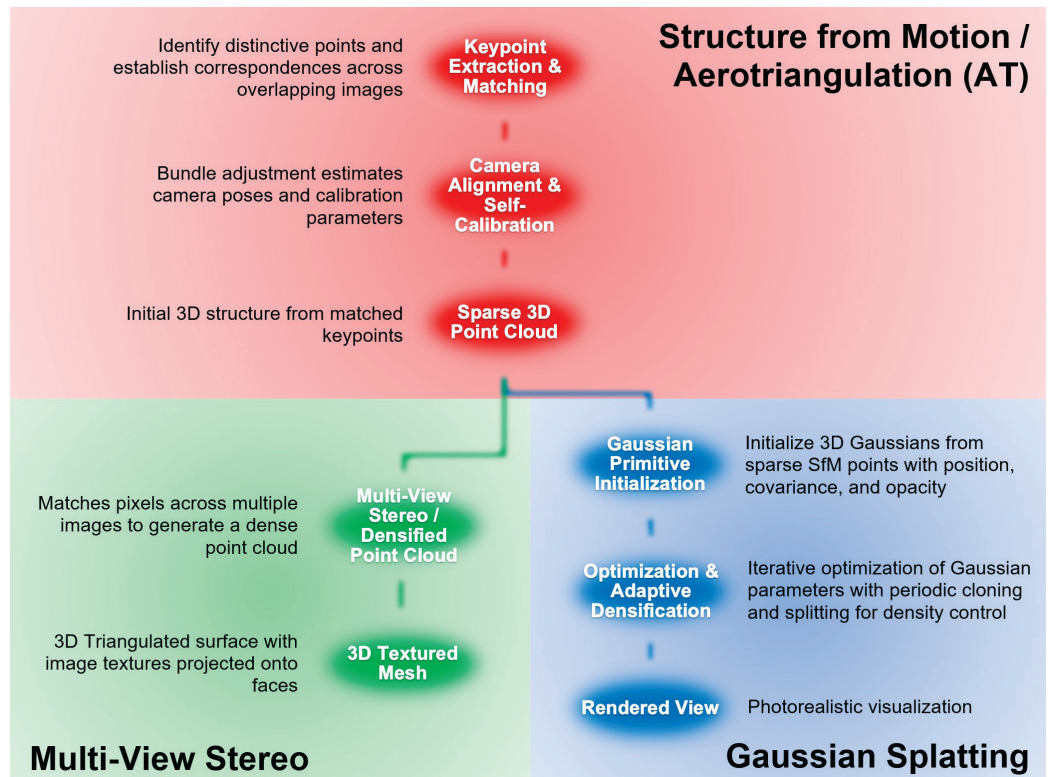 Structure from Motion /
Aerotriangulation (AT)
Identify distinctive points and
establish correspondences across
overlapping images
Keypoint
Extraction &
Matching
Bundle adjustment estimates
camera poses and calibration
parameters
Camera
Alignment &
Self-
Calibration
Initial 3D structure from matched
keypoints
Sparse 3D
Point Cloud
Matches pixels across multiple
images to generate a dense
point cloud
Multi-View
Stereo /
Densified
Point Cloud
3D Triangulated surface with
image textures projected onto
faces
3D Textured
Mesh
Multi-View Stereo
Gaussian
Primitive
Initialization
Initialize 3D Gaussians from
sparse SfM points with position,
covariance, and opacity
Optimization &
Adaptive
Densification
Iterative optimization of Gaussian
parameters with periodic cloning
and splitting for density control
Rendered View
Photorealistic visualization
Gaussian Splatting